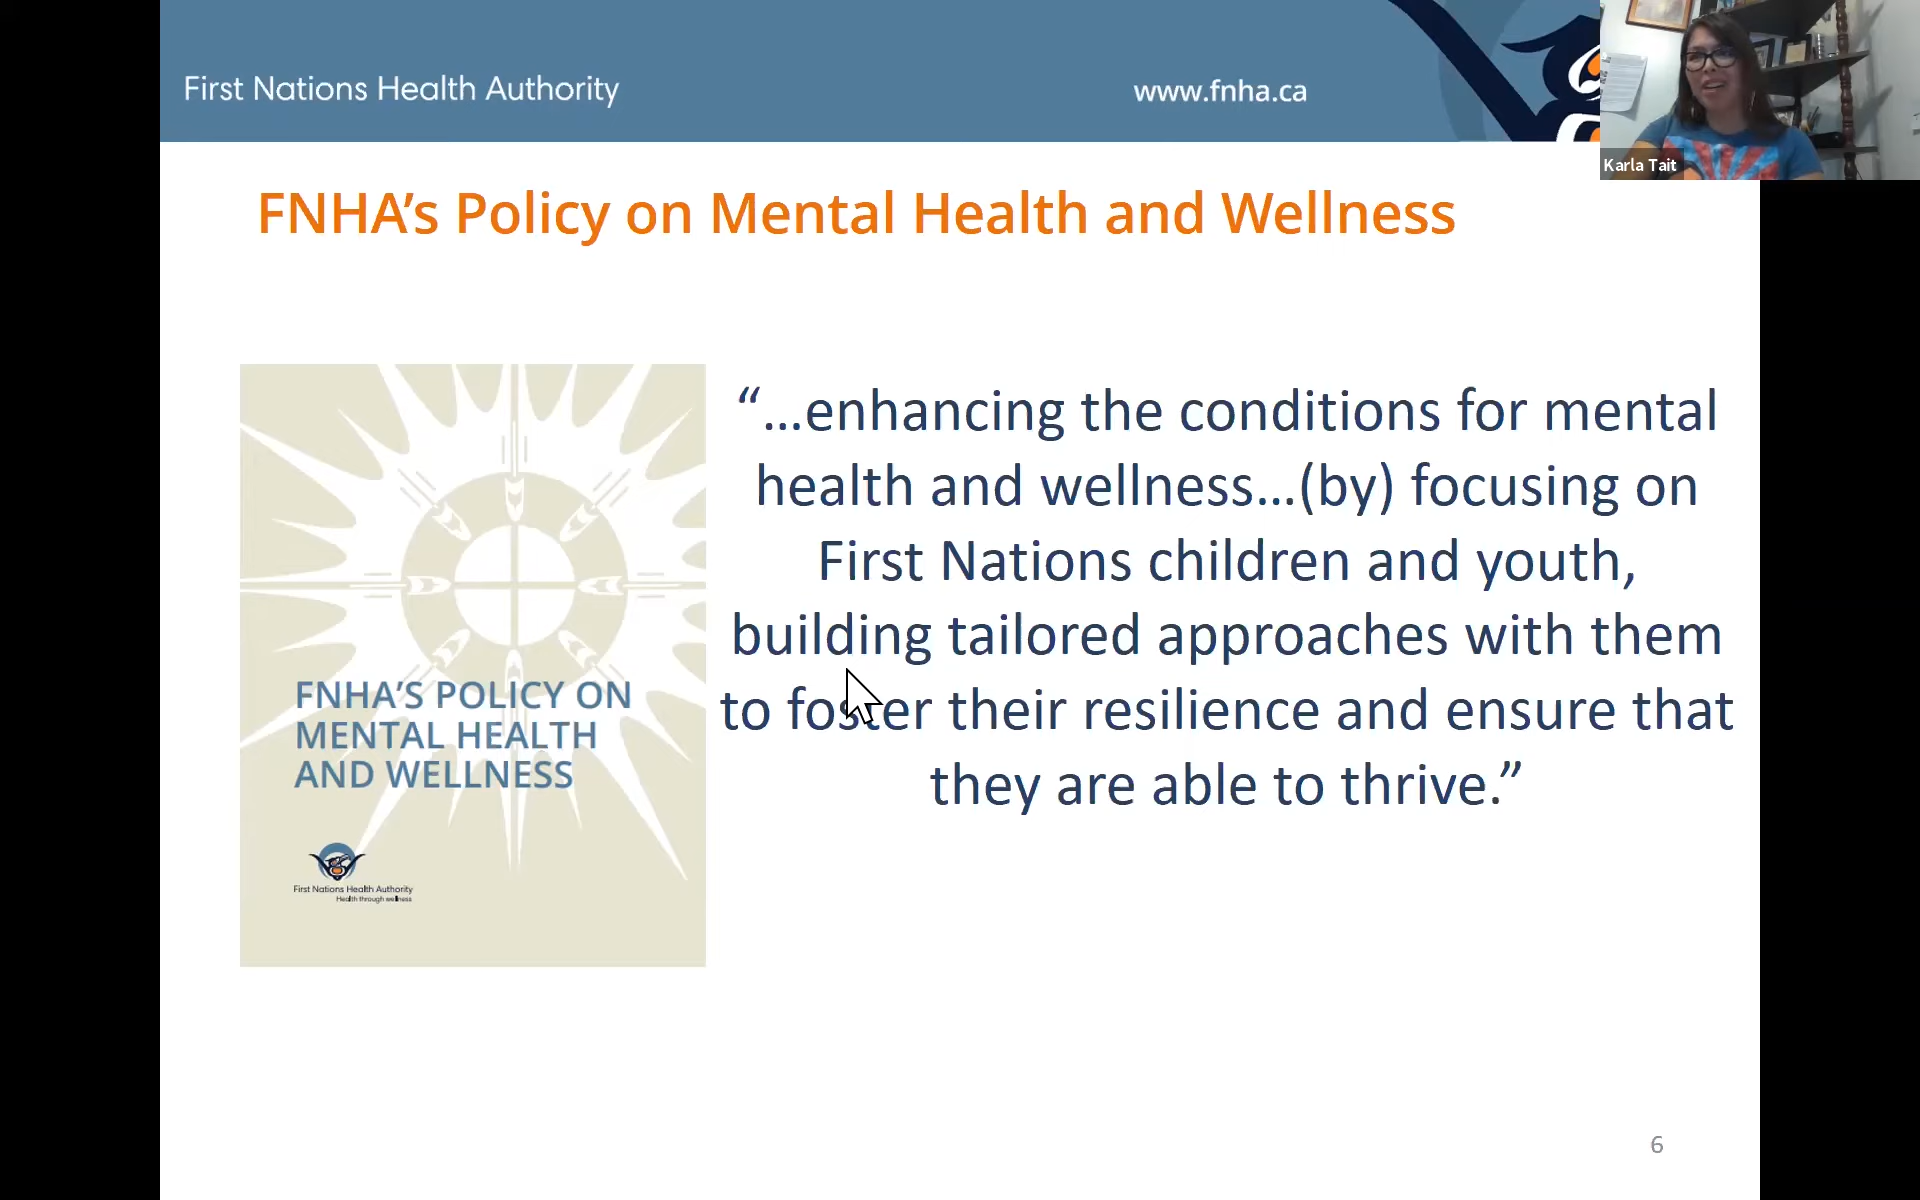 First Nations Health Authority
www.fnha.ca
Karla Tait
FNHA’s Policy on Mental Health and Wellness
“…enhancing the conditions for mental
health and wellness…(by) focusing on
First Nations children and youth,
building tailored approaches with them
to foster their resilience and ensure that
they are able to thrive.”
FNHA’S POLICY ON
MENTAL HEALTH
AND WELLNESS
First Nations Health Authority
Health through wellness
6